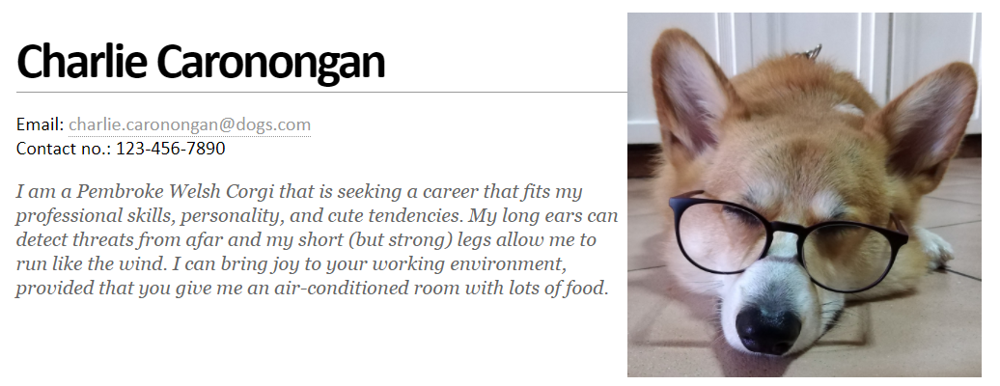 Charlie Caronongan
Email: charlie.caronongan@dogs.com
Contact no.: 123-456-7890
I am a Pembroke Welsh Corgi that is seeking a career that fits my
professional skills, personality, and cute tendencies. My long ears can
detect threats from afar and my short (but strong) legs allow me to
run like the wind. I can bring joy to your working environment,
provided that you give me an air-conditioned room with lots of food.